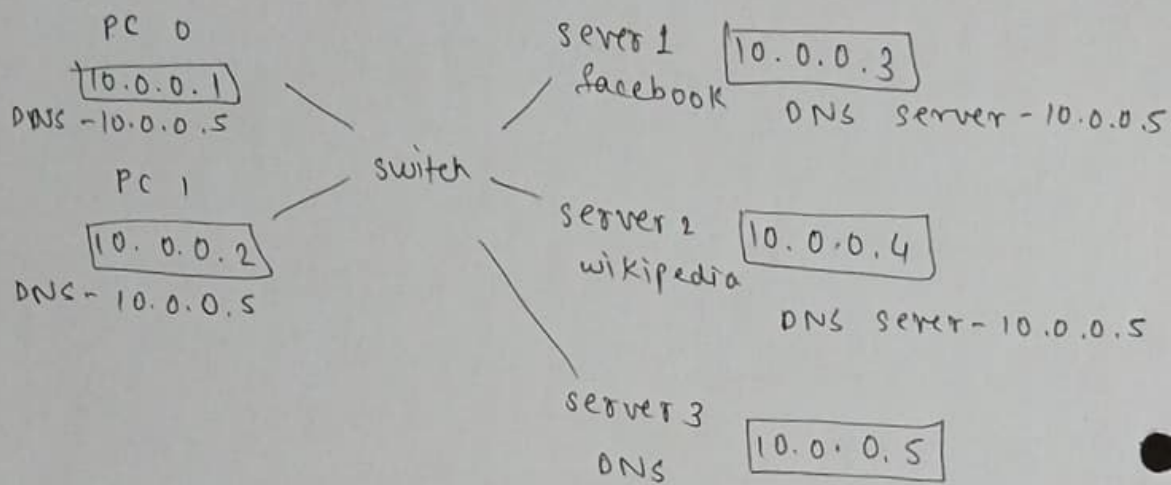 PC 0
10.0.0.1
DNS -10.0.0.5
PC 1
10.0.0.2
DNS- 10.0.0.5
switch
sever 1
facebook
10.0.0.3
DNS server - 10.0.0.5
server 2
wikipedia
10.0.0.4
DNS serer - 10.0.0.5
server 3
DNS
10.0.0.5